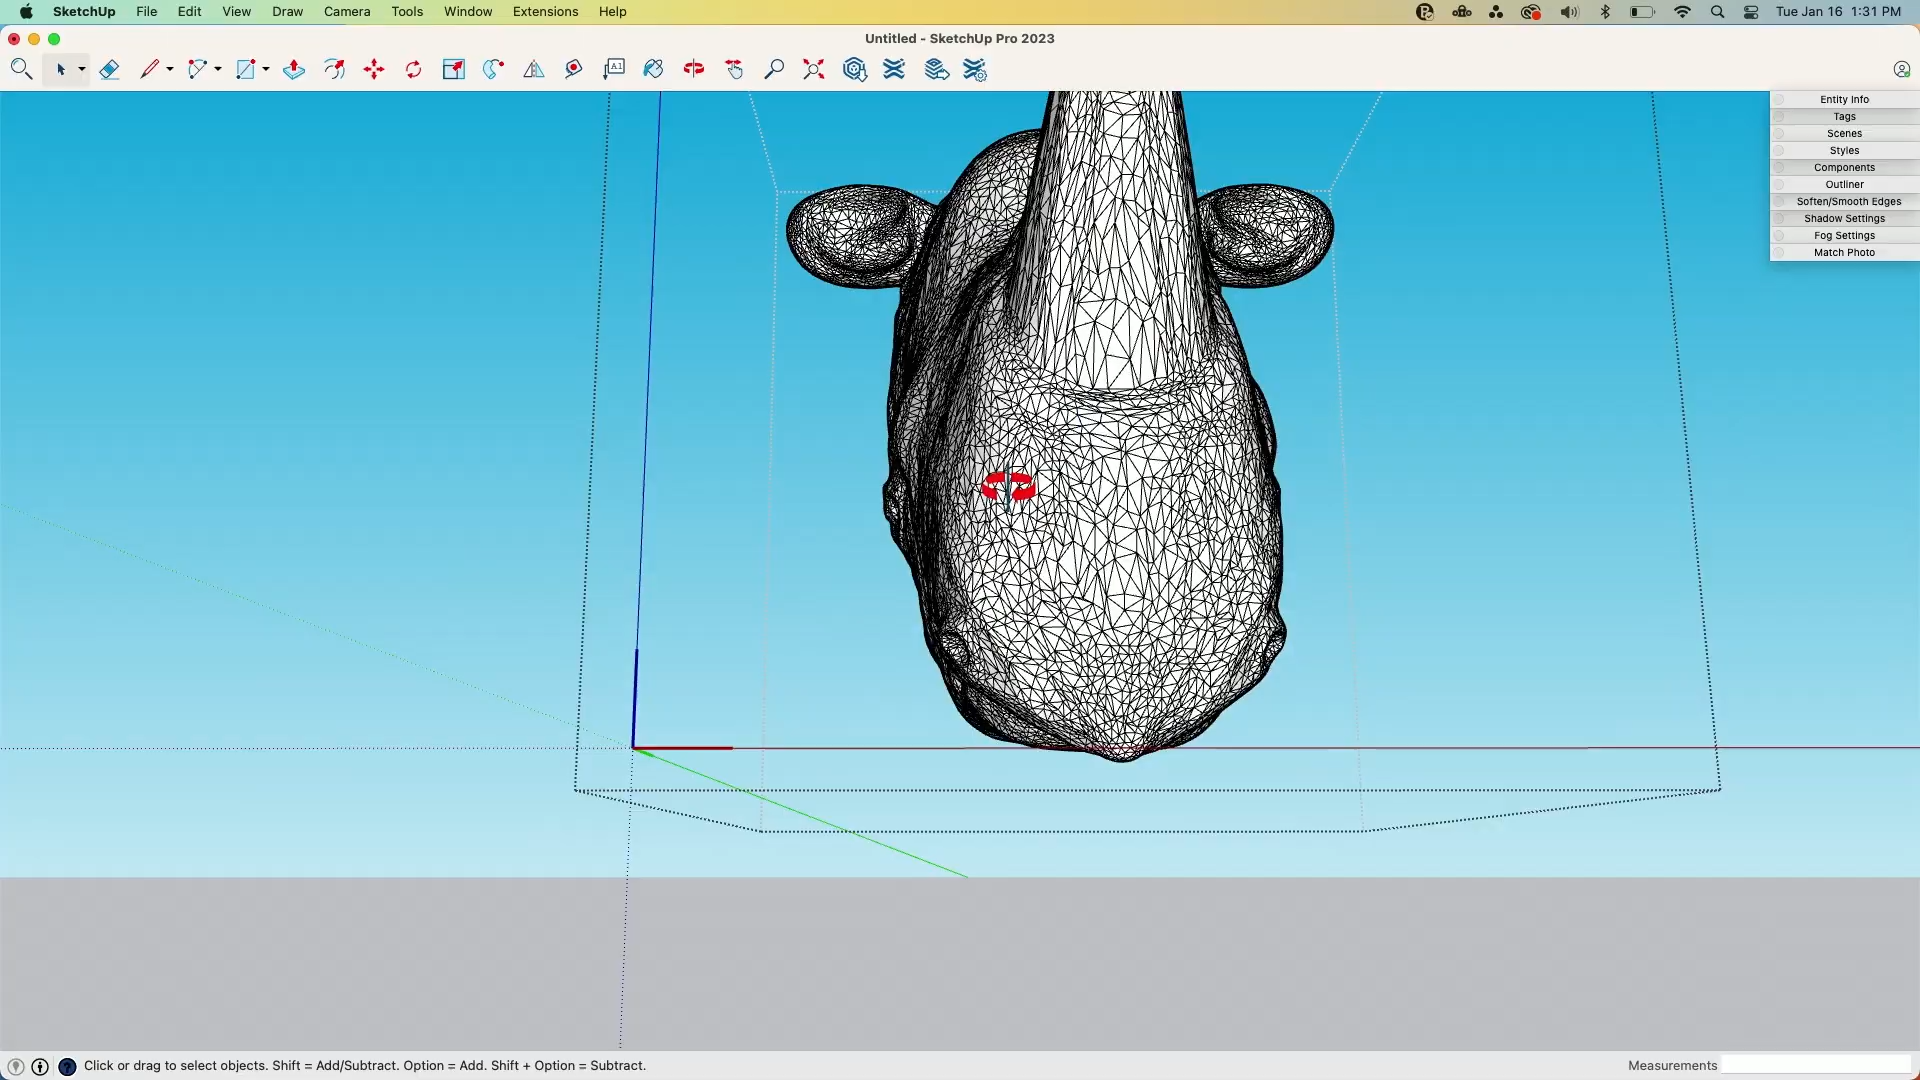 SketchUp File Edit View Draw Camera Tools Window Extensions Help Tue Jan 16 1:31 PM
Untitled - SketchUp Pro 2023
A1
Entity Info
Tags
Scenes
Styles
Components
Outliner
Soften/Smooth Edges
Shadow Settings
Fog Settings
Match Photo
Click or drag to select objects. Shift = Add/Subtract. Option = Add. Shift + Option = Subtract. Measurements